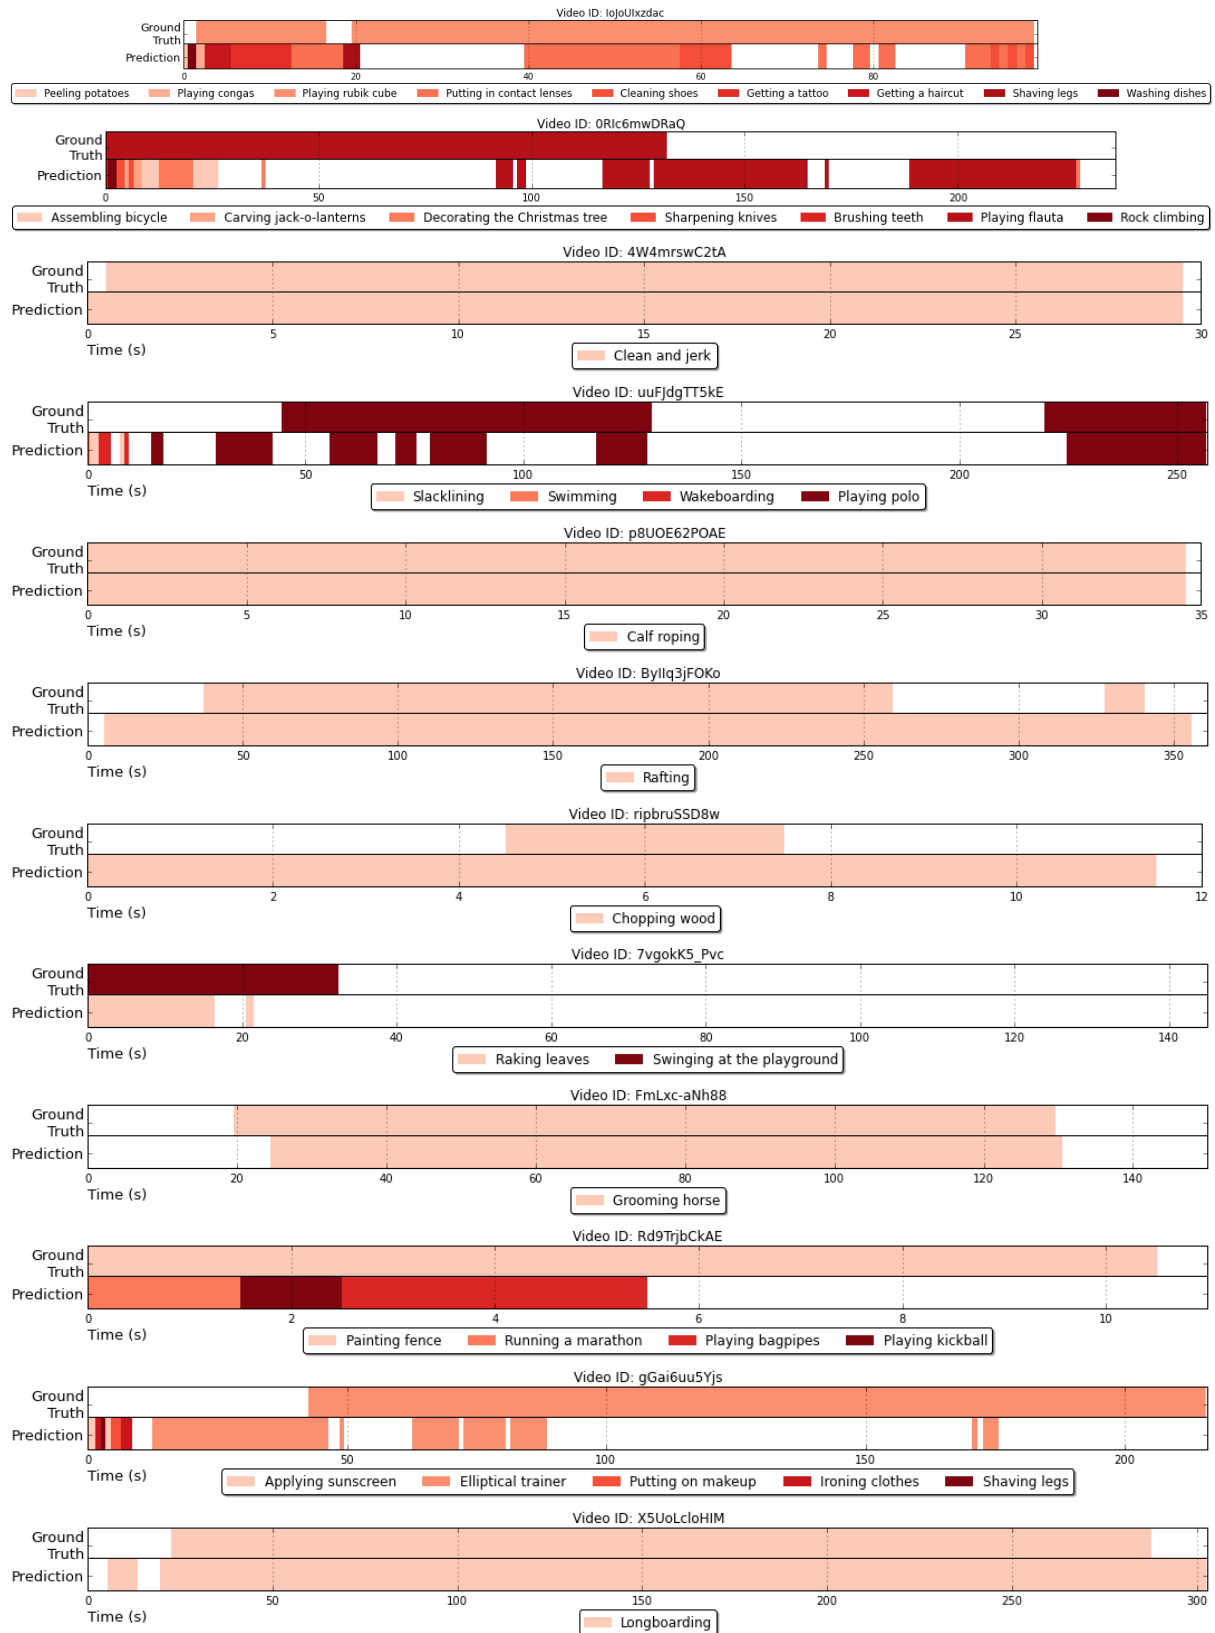 Video ID: IoJoUIxzdac
Ground
Truth
Prediction
0 20 40 60 80
Peeling potatoes Playing congas Playing rubik cube Putting in contact lenses Cleaning shoes Getting a tattoo Getting a haircut Shaving legs Washing dishes
Video ID: 0RIc6mwDRaQ
Ground
Truth
Prediction
0 50 100 150 200
Assembling bicycle Carving jack-o-lanterns Decorating the Christmas tree Sharpening knives Brushing teeth Playing flauta Rock climbing
Video ID: 4W4mrswC2tA
Ground
Truth
Prediction
0 5 10 15 20 25 30
Time (s)
Clean and jerk
Video ID: uuFJdgTT5kE
Ground
Truth
Prediction
0 50 100 150 200 250
Time (s)
Slacklining Swimming Wakeboarding Playing polo
Video ID: p8UOE62POAE
Ground
Truth
Prediction
0 5 10 15 20 25 30 35
Time (s)
Calf roping
Video ID: ByIIq3jFOKo
Ground
Truth
Prediction
0 50 100 150 200 250 300 350
Time (s)
Rafting
Video ID: ripbruSSD8w
Ground
Truth
Prediction
0 2 4 6 8 10 12
Time (s)
Chopping wood
Video ID: 7vgokK5_Pvc
Ground
Truth
Prediction
0 20 40 60 80 100 120 140
Time (s)
Raking leaves Swinging at the playground
Video ID: FmLxc-aNh88
Ground
Truth
Prediction
0 20 40 60 80 100 120 140
Time (s)
Grooming horse
Video ID: Rd9TrjbCkAE
Ground
Truth
Prediction
0 2 4 6 8 10
Time (s)
Painting fence Running a marathon Playing bagpipes Playing kickball
Video ID: gGai6uu5Yjs
Ground
Truth
Prediction
0 50 100 150 200
Time (s)
Applying sunscreen Elliptical trainer Putting on makeup Ironing clothes Shaving legs
Video ID: X5UoLcloHIM
Ground
Truth
Prediction
0 50 100 150 200 250 300
Time (s)
Longboarding